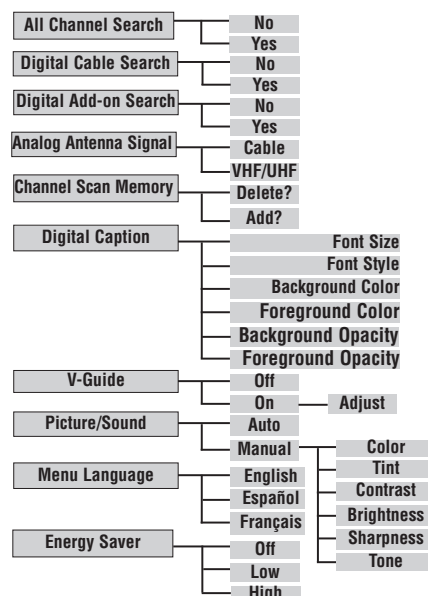 All Channel Search
No
Yes
Digital Cable Search
No
Yes
Digital Add-on Search
No
Yes
Analog Antenna Signal
Cable
VHF/UHF
Channel Scan Memory
Delete?
Add?
Digital Caption
Font Size
Font Style
Background Color
Foreground Color
Background Opacity
Foreground Opacity
V-Guide
Off
On
Adjust
Picture/Sound
Auto
Manual
Color
Tint
Contrast
Brightness
Sharpness
Tone
Menu Language
English
Español
Français
Energy Saver
Off
Low
High